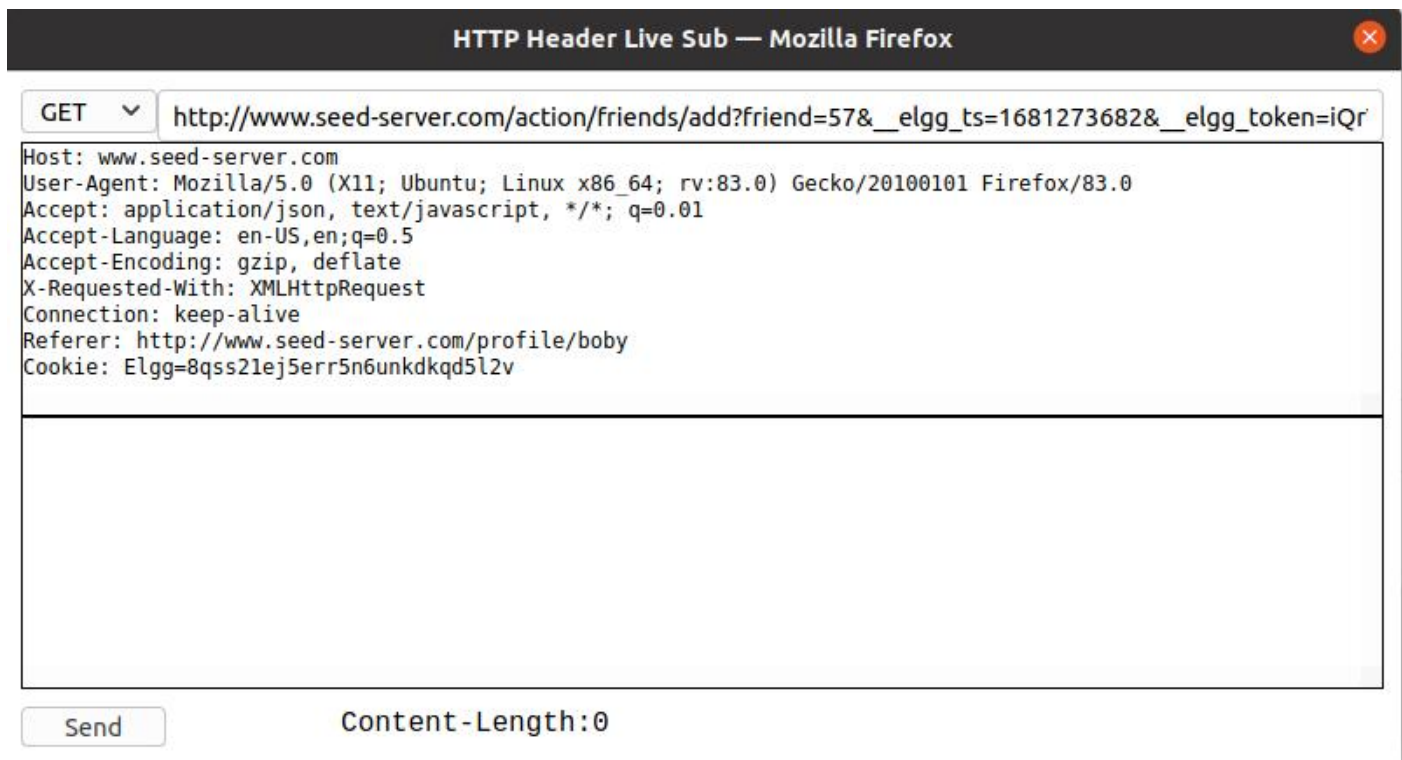 HTTP Header Live Sub — Mozilla Firefox
GET http://www.seed-server.com/action/friends/add?friend=57&__elgg_ts=1681273682&__elgg_token=iQr
Host: www.seed-server.com
User-Agent: Mozilla/5.0 (X11; Ubuntu; Linux x86_64; rv:83.0) Gecko/20100101 Firefox/83.0
Accept: application/json, text/javascript, */*; q=0.01
Accept-Language: en-US,en;q=0.5
Accept-Encoding: gzip, deflate
X-Requested-With: XMLHttpRequest
Connection: keep-alive
Referer: http://www.seed-server.com/profile/boby
Cookie: Elgg=8qss21ej5err5n6unkdkqd5l2v
Send Content-Length:0